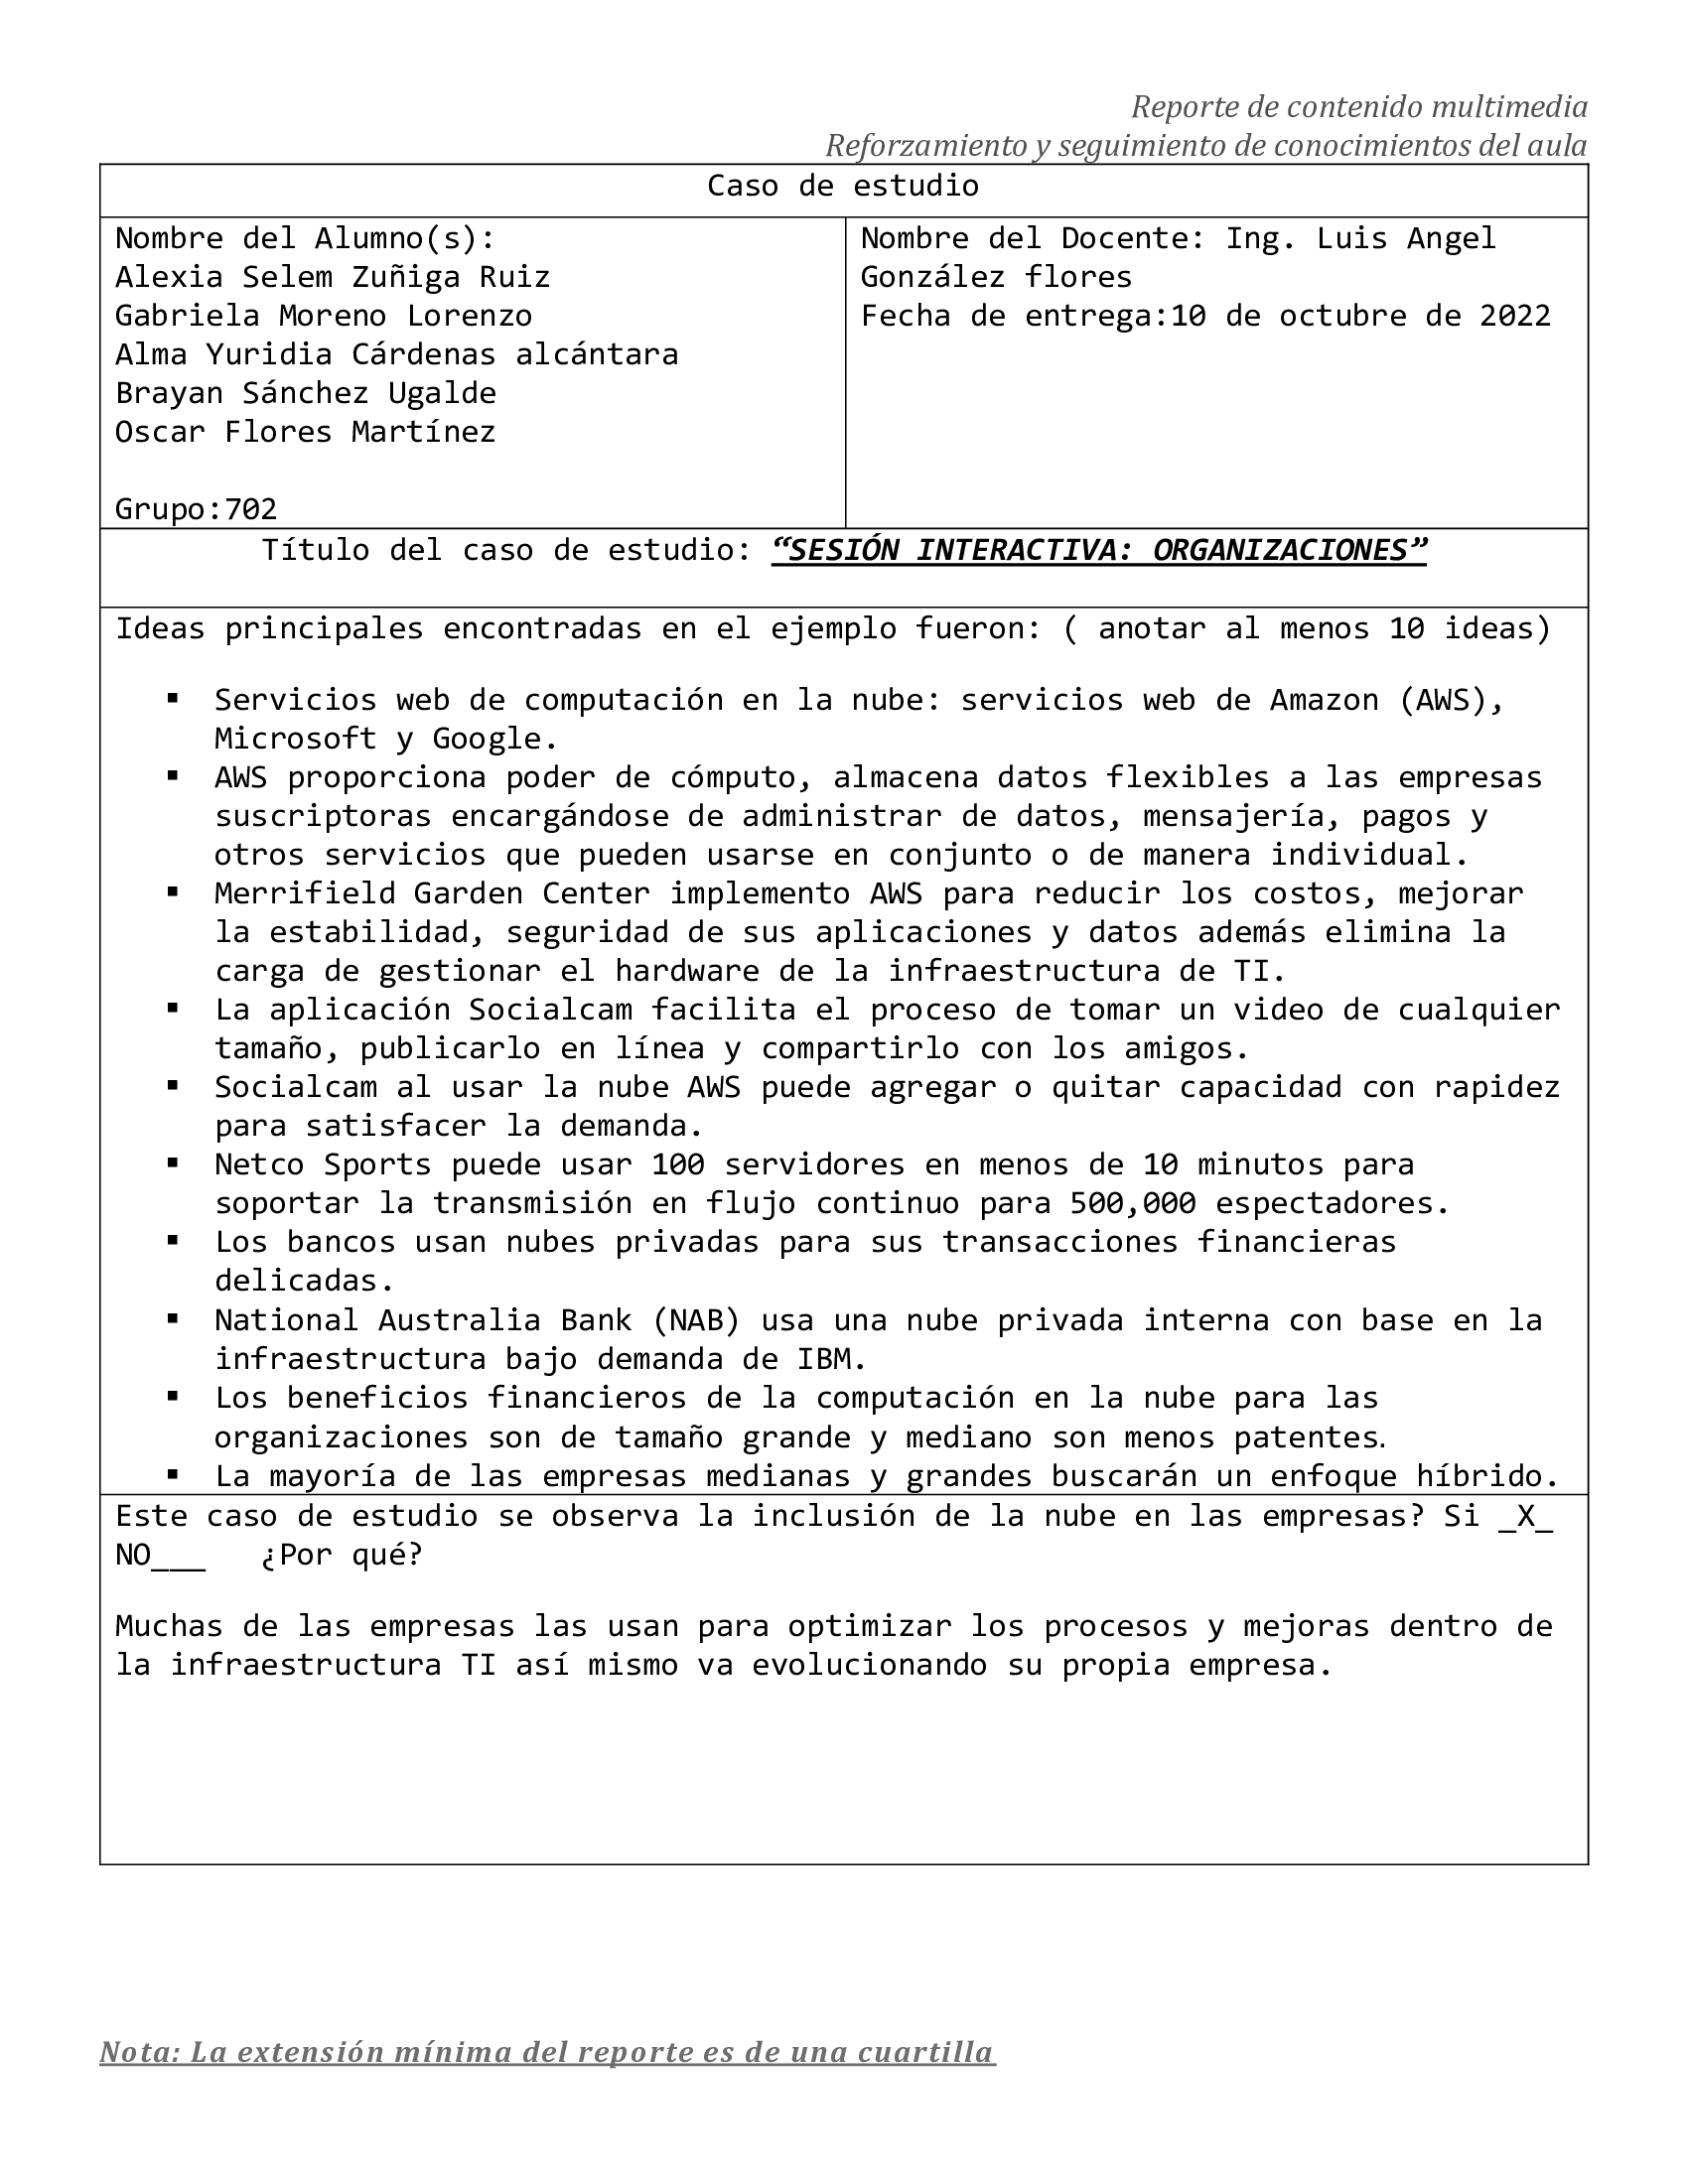 Reporte de contenido multimedia
Reforzamiento y seguimiento de conocimientos del aula
Caso de estudio
Nombre del Alumno(s):
Alexia Selem Zuñiga Ruiz
Gabriela Moreno Lorenzo
Alma Yuridia Cárdenas alcántara
Brayan Sánchez Ugalde
Oscar Flores Martínez
Grupo:702
Nombre del Docente: Ing. Luis Angel
González flores
Fecha de entrega:10 de octubre de 2022
Título del caso de estudio: “SESIÓN INTERACTIVA: ORGANIZACIONES”
Ideas principales encontradas en el ejemplo fueron: ( anotar al menos 10 ideas)
▪ Servicios web de computación en la nube: servicios web de Amazon (AWS),
Microsoft y Google.
▪ AWS proporciona poder de cómputo, almacena datos flexibles a las empresas
suscriptoras encargándose de administrar de datos, mensajería, pagos y
otros servicios que pueden usarse en conjunto o de manera individual.
▪ Merrifield Garden Center implemento AWS para reducir los costos, mejorar
la estabilidad, seguridad de sus aplicaciones y datos además elimina la
carga de gestionar el hardware de la infraestructura de TI.
▪ La aplicación Socialcam facilita el proceso de tomar un video de cualquier
tamaño, publicarlo en línea y compartirlo con los amigos.
▪ Socialcam al usar la nube AWS puede agregar o quitar capacidad con rapidez
para satisfacer la demanda.
▪ Netco Sports puede usar 100 servidores en menos de 10 minutos para
soportar la transmisión en flujo continuo para 500,000 espectadores.
▪ Los bancos usan nubes privadas para sus transacciones financieras
delicadas.
▪ National Australia Bank (NAB) usa una nube privada interna con base en la
infraestructura bajo demanda de IBM.
▪ Los beneficios financieros de la computación en la nube para las
organizaciones son de tamaño grande y mediano son menos patentes.
▪ La mayoría de las empresas medianas y grandes buscarán un enfoque híbrido.
Este caso de estudio se observa la inclusión de la nube en las empresas? Si _X_
NO___ ¿Por qué?
Muchas de las empresas las usan para optimizar los procesos y mejoras dentro de
la infraestructura TI así mismo va evolucionando su propia empresa.
Nota: La extensión mínima del reporte es de una cuartilla